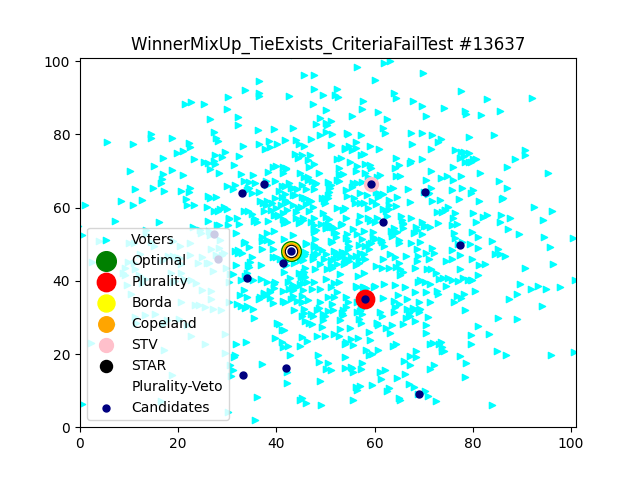 WinnerMixUp_TieExists_CriteriaFailTest #13637
100
80
60
40
20
0
Voters
Optimal
Plurality
Borda
Copeland
STV
STAR
Plurality-Veto
Candidates
0 20 40 60 80 100